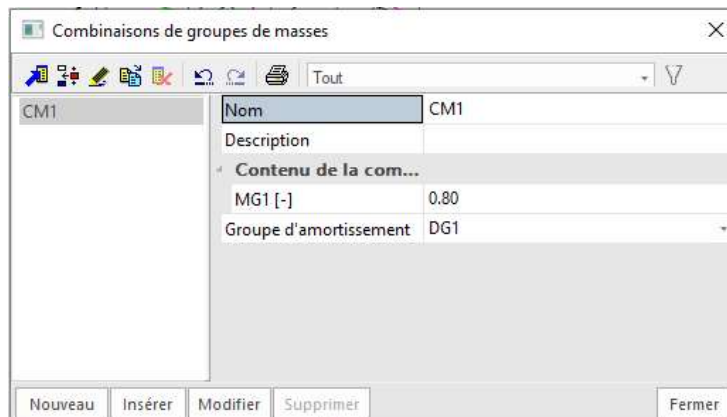 Combinaisons de groupes de masses
Tout
CM1
Nom CM1
Description
Contenu de la com...
MG1 [-] 0.80
Groupe d'amortissement DG1
Nouveau Insérer Modifier Supprimer Fermer